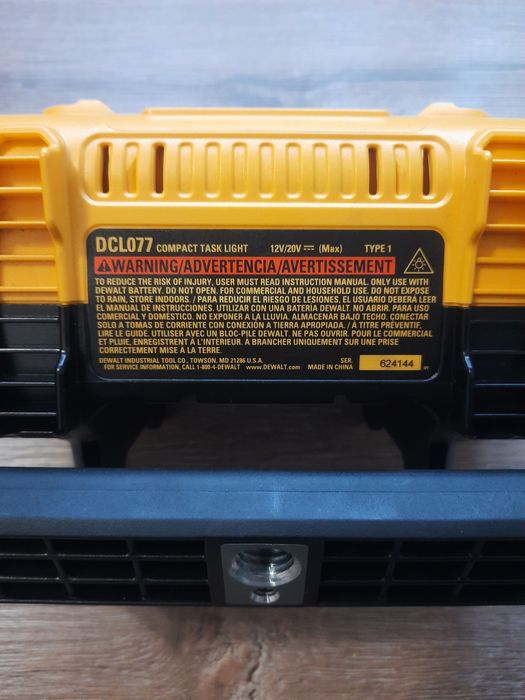 DCL077 COMPACT TASK LIGHT 12V/20V ⎓ (Max) TYPE 1
WARNING/ADVERTENCIA/AVERTISSEMENT
TO REDUCE THE RISK OF INJURY, USER MUST READ INSTRUCTION MANUAL. ONLY USE WITH
DEWALT BATTERY. DO NOT OPEN. FOR COMMERCIAL AND HOUSEHOLD USE. DO NOT EXPOSE
TO RAIN, STORE INDOORS. / PARA REDUCIR EL RIESGO DE LESIONES, EL USUARIO DEBERÁ LEER
EL MANUAL DE INSTRUCCIONES. UTILIZAR CON UNA BATERÍA DEWALT. NO ABRIR. PARA USO
COMERCIAL Y DOMÉSTICO. NO EXPONER A LA LLUVIA. ALMACENAR BAJO TECHO. CONECTAR
SOLO A TOMAS DE CORRIENTE CON CONEXIÓN A TIERRA APROPIADA. / À TITRE PRÉVENTIF,
LIRE LE GUIDE. UTILISER AVEC UN BLOC-PILE DEWALT. NE PAS OUVRIR. POUR LE COMMERCIAL
ET PLUIE, ENREGISTRENT À L'INTÉRIEUR. À BRANCHER UNIQUEMENT SUR UNE PRISE
CORRECTEMENT MISE À LA TERRE.
DEWALT INDUSTRIAL TOOL CO., TOWSON, MD 21286 U.S.A. SER. 624144
FOR SERVICE INFORMATION, CALL 1-800-4-DEWALT www.DEWALT.com MADE IN CHINA